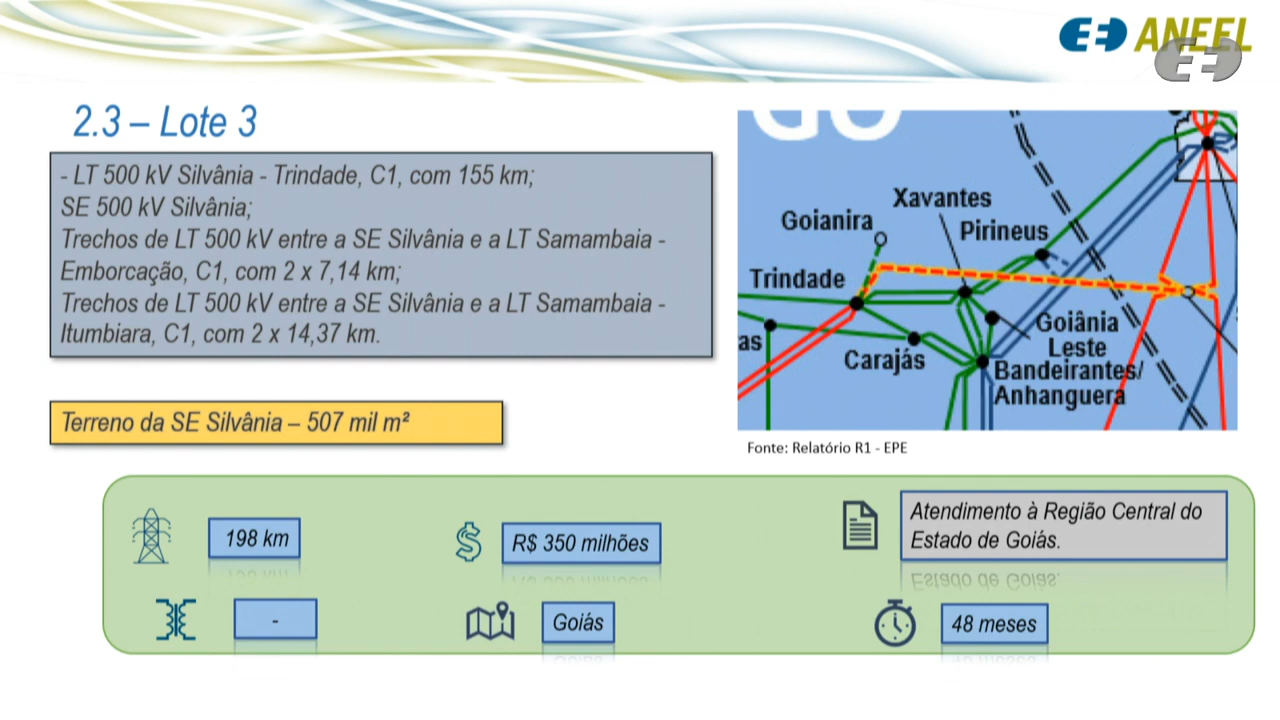 ANEEL
2.3 – Lote 3
- LT 500 kV Silvânia - Trindade, C1, com 155 km;
SE 500 kV Silvânia;
Trechos de LT 500 kV entre a SE Silvânia e a LT Samambaia -
Emborcação, C1, com 2 x 7,14 km;
Trechos de LT 500 kV entre a SE Silvânia e a LT Samambaia -
Itumbiara, C1, com 2 x 14,37 km.
Terreno da SE Silvânia – 507 mil m²
GO
Xavantes
Goianira
Pirineus
Trindade
Goiânia
Leste
as
Carajás
Bandeirantes/
Anhanguera
Fonte: Relatório R1 - EPE
198 km
R$ 350 milhões
Atendimento à Região Central do
Estado de Goiás.
-
Goiás
48 meses